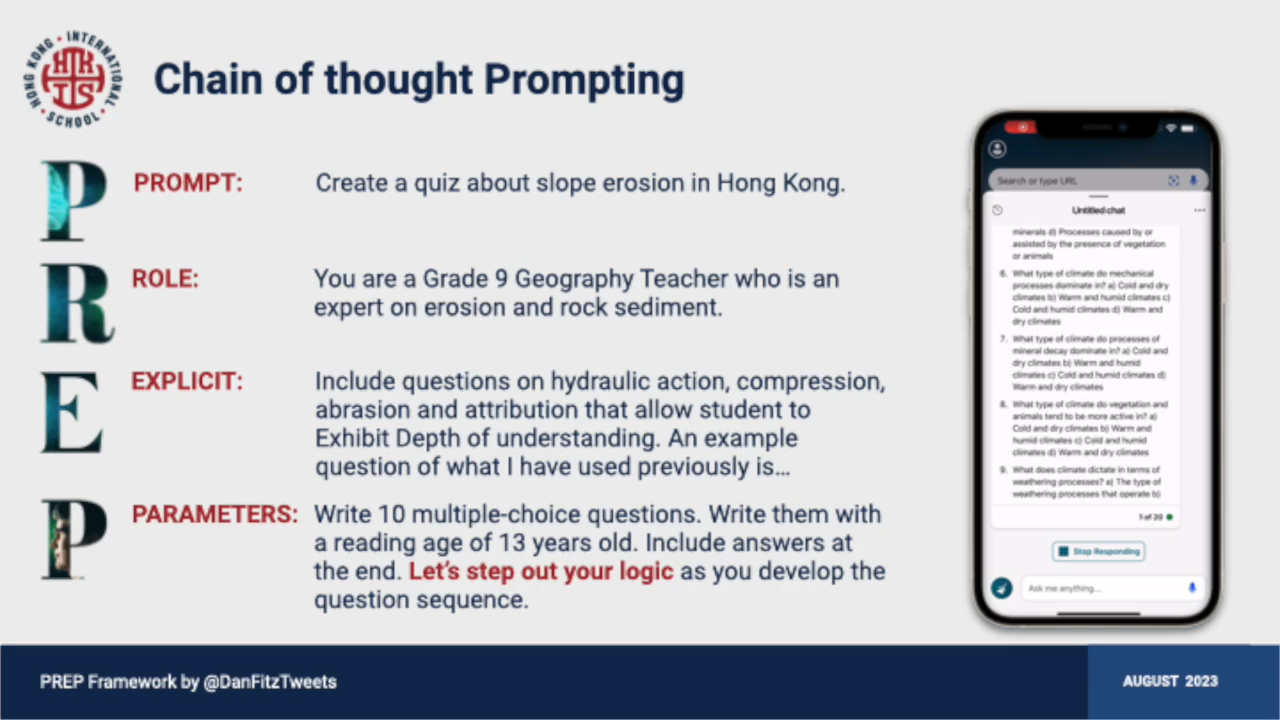 HONG KONG • INTERNATIONAL • SCHOOL •
HK
IS
Chain of thought Prompting
P
PROMPT:
Create a quiz about slope erosion in Hong Kong.
R
ROLE:
You are a Grade 9 Geography Teacher who is an
expert on erosion and rock sediment.
E
EXPLICIT:
Include questions on hydraulic action, compression,
abrasion and attribution that allow student to
Exhibit Depth of understanding. An example
question of what I have used previously is…
P
PARAMETERS:
Write 10 multiple-choice questions. Write them with
a reading age of 13 years old. Include answers at
the end. Let's step out your logic as you develop the
question sequence.
Search or type URL
Untitled chat
minerals d) Processes caused by or
assisted by the presence of vegetation
or animals
6. What type of climate do mechanical
processes dominate in? a) Cold and dry
climates b) Warm and humid climates c)
Cold and humid climates d) Warm and
dry climates
7. What type of climate do processes of
mineral decay dominate in? a) Cold and
dry climates b) Warm and humid
climates c) Cold and humid climates d)
Warm and dry climates
8. What type of climate do vegetation and
animals tend to be more active in? a)
Cold and dry climates b) Warm and
humid climates c) Cold and humid
climates d) Warm and dry climates
9. What does climate dictate in terms of
weathering processes? a) The type of
weathering processes that operate b)
1 of 20
Stop Responding
Ask me anything...
PREP Framework by @DanFitzTweets
AUGUST 2023